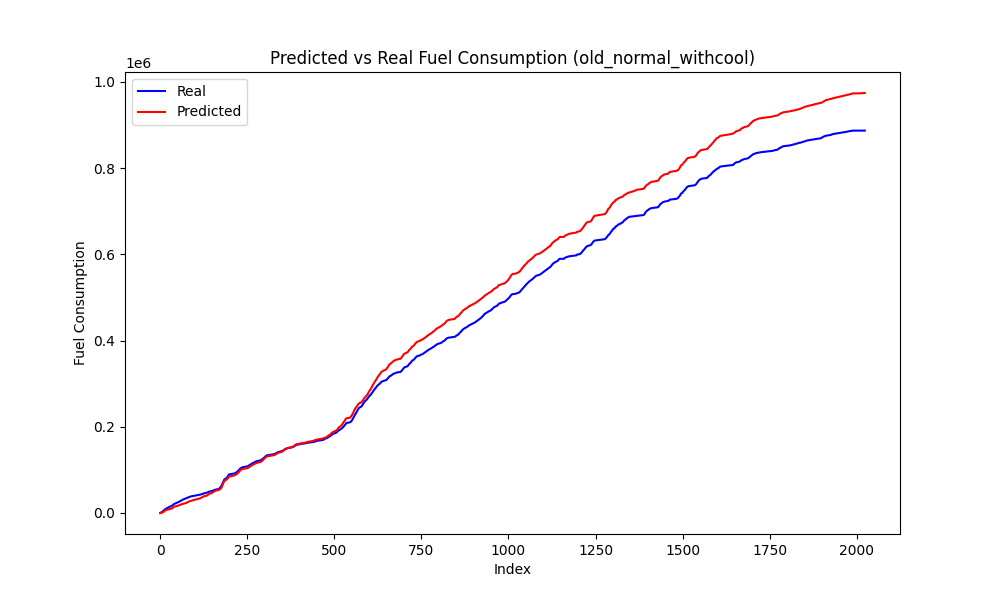 Predicted vs Real Fuel Consumption (old_normal_withcool)
1e6
Real
Predicted
1.0
0.8
0.6
0.4
0.2
0.0
Fuel Consumption
0 250 500 750 1000 1250 1500 1750 2000
Index